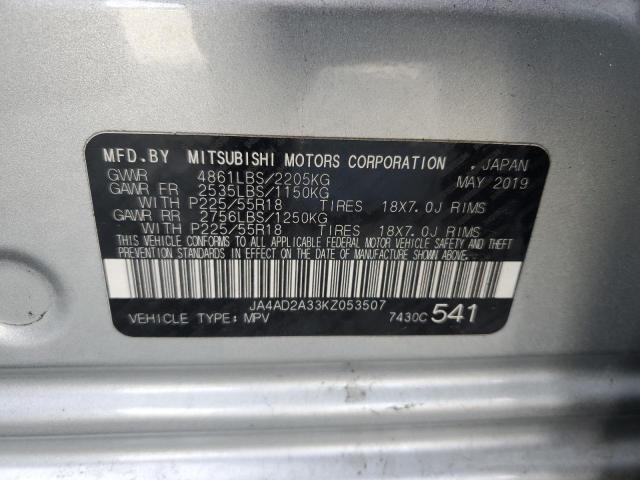 MFD.BY MITSUBISHI MOTORS CORPORATION . JAPAN
GVWR 4861LBS/2205KG MAY 2019
GAWR FR 2535LBS/1150KG
WITH P225/55R18 TIRES 18X7.0J RIMS
GAWR RR 2756LBS/1250KG
WITH P225/55R18 TIRES 18X7.0J RIMS
THIS VEHICLE CONFORMS TO ALL APPLICABLE FEDERAL MOTOR VEHICLE SAFETY AND THEFT
PREVENTION STANDARDS IN EFFECT ON THE DATE OF MANUFACTURE SHOWN ABOVE.
JA4AD2A33KZ053507
VEHICLE TYPE: MPV 7430C 541